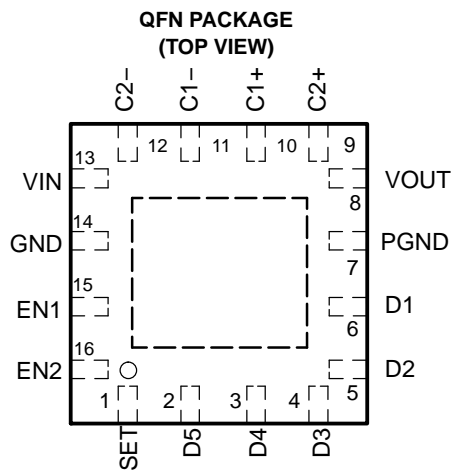 QFN PACKAGE
(TOP VIEW)
C2−
C1−
C1+
C2+
12
11
10
9
13
VIN
VOUT
8
14
GND
PGND
7
15
EN1
D1
6
16
EN2
D2
5
1
2
3
4
SET
D5
D4
D3